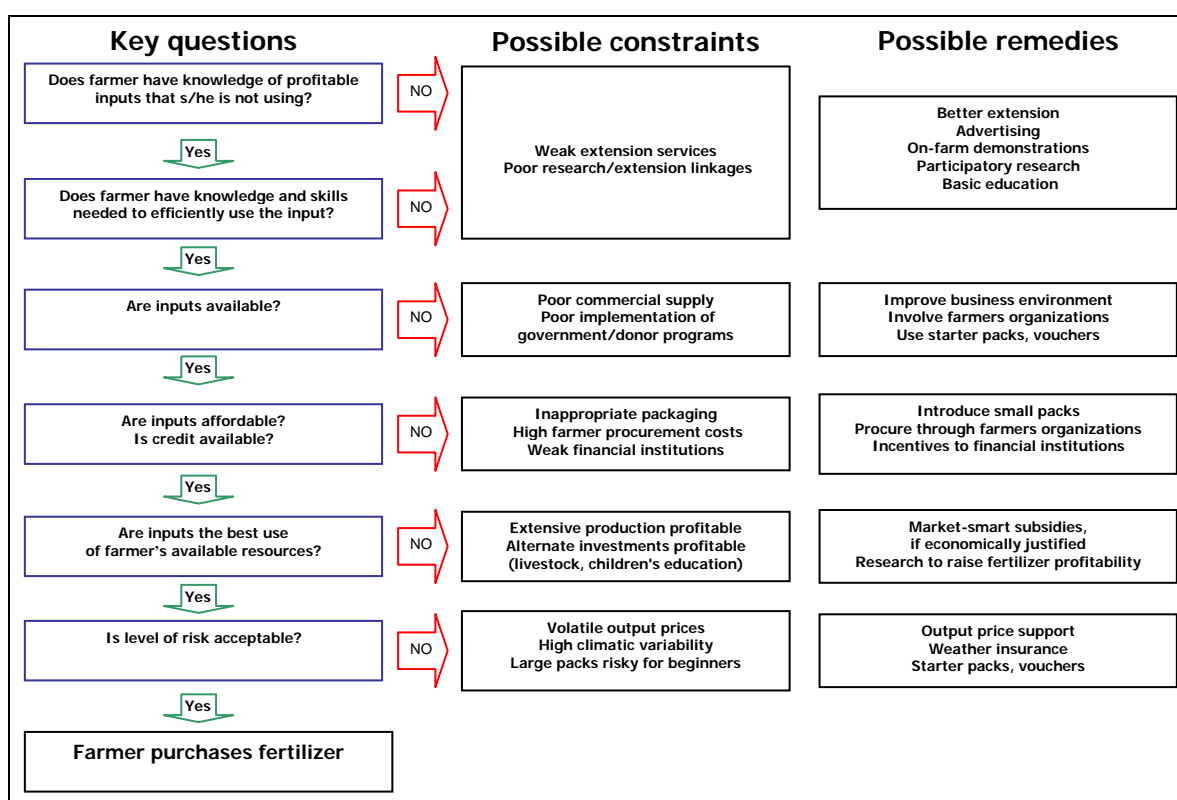 Key questions
Possible constraints
Possible remedies
Does farmer have knowledge of profitable
inputs that s/he is not using?
NO
Weak extension services
Poor research/extension linkages
Better extension
Advertising
On-farm demonstrations
Participatory research
Basic education
Yes
Does farmer have knowledge and skills
needed to efficiently use the input?
NO
Yes
Are inputs available?
NO
Poor commercial supply
Poor implementation of
government/donor programs
Improve business environment
Involve farmers organizations
Use starter packs, vouchers
Yes
Are inputs affordable?
Is credit available?
NO
Inappropriate packaging
High farmer procurement costs
Weak financial institutions
Introduce small packs
Procure through farmers organizations
Incentives to financial institutions
Yes
Are inputs the best use
of farmer's available resources?
NO
Extensive production profitable
Alternate investments profitable
(livestock, children's education)
Market-smart subsidies,
if economically justified
Research to raise fertilizer profitability
Yes
Is level of risk acceptable?
NO
Volatile output prices
High climatic variability
Large packs risky for beginners
Output price support
Weather insurance
Starter packs, vouchers
Yes
Farmer purchases fertilizer